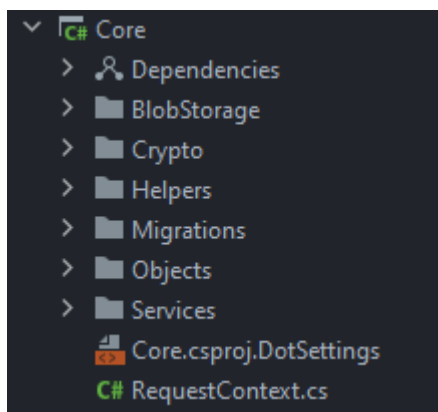 C# Core
Dependencies
BlobStorage
Crypto
Helpers
Migrations
Objects
Services
Core.csproj.DotSettings
C# RequestContext.cs